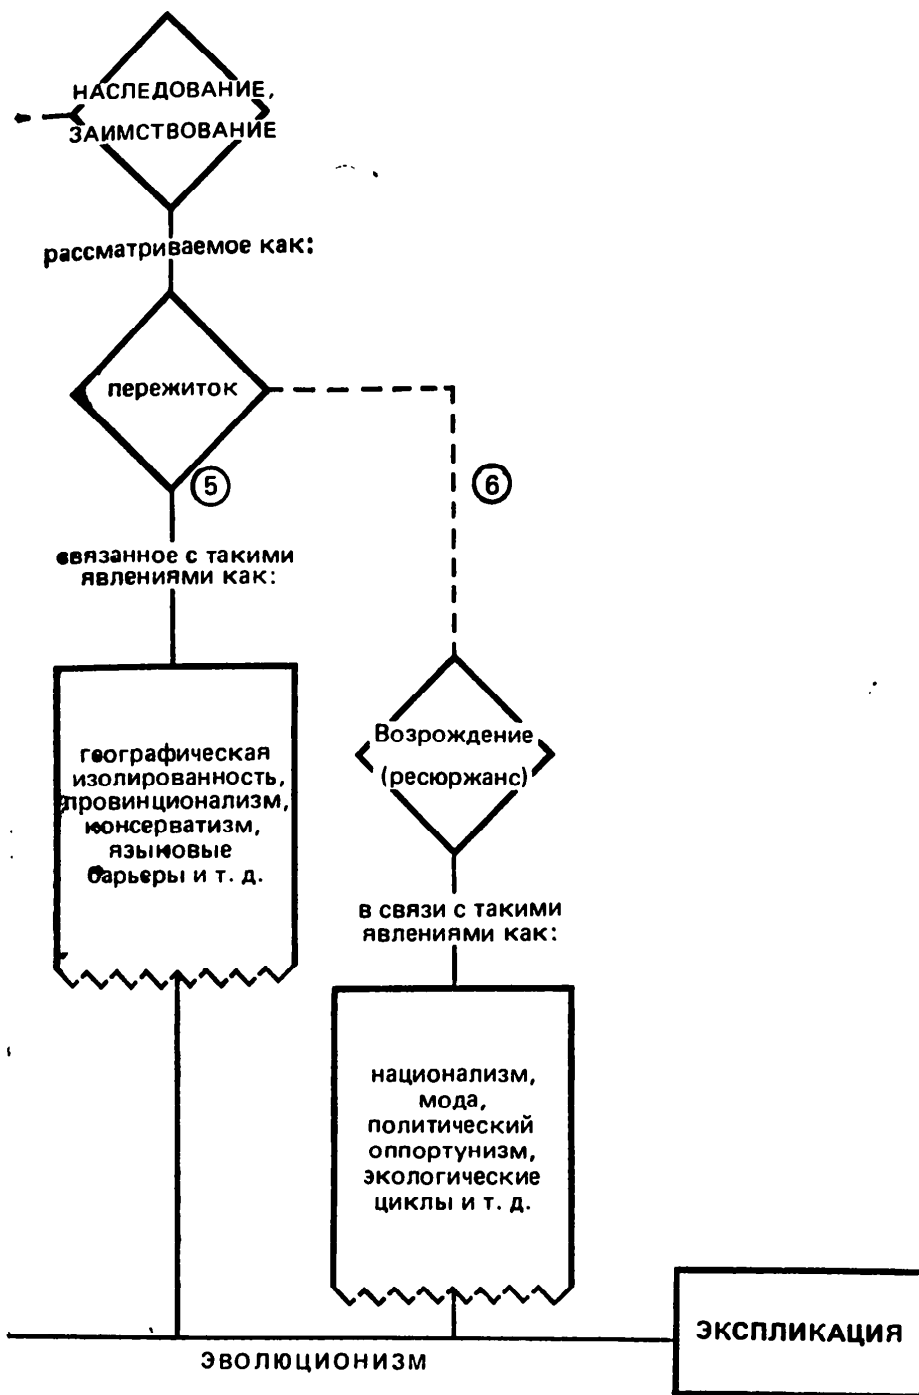 НАСЛЕДОВАНИЕ,
ЗАИМСТВОВАНИЕ
рассматриваемое как:
пережиток
5
6
связанное с такими
явлениями как:
географическая
изолированность,
провинционализм,
консерватизм,
языковые
барьеры и т. д.
Возрождение
(ресюржанс)
в связи с такими
явлениями как:
национализм,
мода,
политический
оппортунизм,
экологические
циклы и т. д.
ЭКСПЛИКАЦИЯ
ЭВОЛЮЦИОНИЗМ